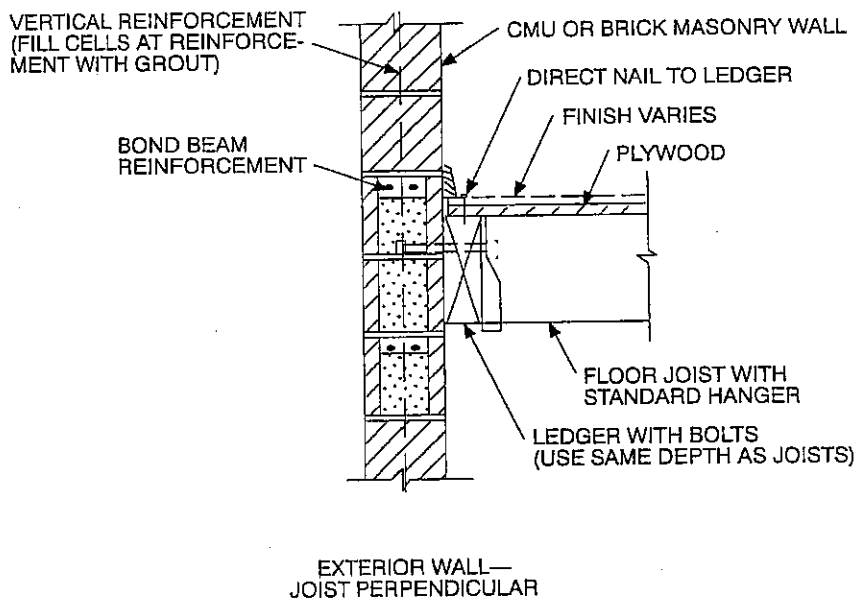 VERTICAL REINFORCEMENT
(FILL CELLS AT REINFORCE-
MENT WITH GROUT)
CMU OR BRICK MASONRY WALL
DIRECT NAIL TO LEDGER
FINISH VARIES
BOND BEAM
REINFORCEMENT
PLYWOOD
FLOOR JOIST WITH
STANDARD HANGER
LEDGER WITH BOLTS
(USE SAME DEPTH AS JOISTS)
EXTERIOR WALL—
JOIST PERPENDICULAR